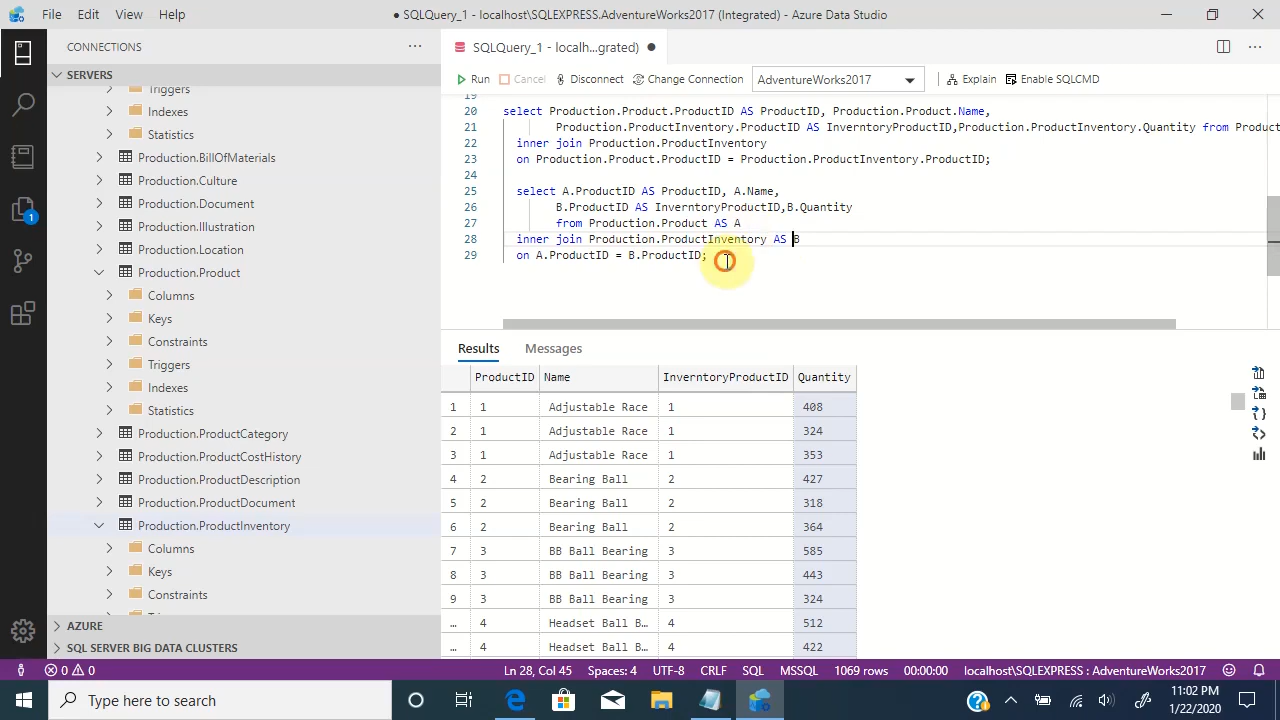 File Edit View Help
● SQLQuery_1 - localhost\SQLEXPRESS.AdventureWorks2017 (Integrated) - Azure Data Studio
CONNECTIONS ...
SERVERS
Triggers
Indexes
Statistics
Production.BillOfMaterials
Production.Culture
Production.Document
Production.Illustration
Production.Location
Production.Product
Columns
Keys
Constraints
Triggers
Indexes
Statistics
Production.ProductCategory
Production.ProductCostHistory
Production.ProductDescription
Production.ProductDocument
Production.ProductInventory
Columns
Keys
Constraints
AZURE
SQL SERVER BIG DATA CLUSTERS
1
SQLQuery_1 - localh...grated) ●
Run Cancel Disconnect Change Connection AdventureWorks2017 Explain Enable SQLCMD
19
20 select Production.Product.ProductID AS ProductID, Production.Product.Name,
21 Production.ProductInventory.ProductID AS InverntoryProductID,Production.ProductInventory.Quantity from Produc
22 inner join Production.ProductInventory
23 on Production.Product.ProductID = Production.ProductInventory.ProductID;
24
25 select A.ProductID AS ProductID, A.Name,
26 B.ProductID AS InverntoryProductID,B.Quantity
27 from Production.Product AS A
28 inner join Production.ProductInventory AS B
29 on A.ProductID = B.ProductID;
Results Messages
ProductID Name InverntoryProductID Quantity
1 1 Adjustable Race 1 408
2 1 Adjustable Race 1 324
3 1 Adjustable Race 1 353
4 2 Bearing Ball 2 427
5 2 Bearing Ball 2 318
6 2 Bearing Ball 2 364
7 3 BB Ball Bearing 3 585
8 3 BB Ball Bearing 3 443
9 3 BB Ball Bearing 3 324
… 4 Headset Ball B… 4 512
… 4 Headset Ball B… 4 422
0 0 Ln 28, Col 45 Spaces: 4 UTF-8 CRLF SQL MSSQL 1069 rows 00:00:00 localhost\SQLEXPRESS : AdventureWorks2017
Type here to search
11:02 PM
1/22/2020